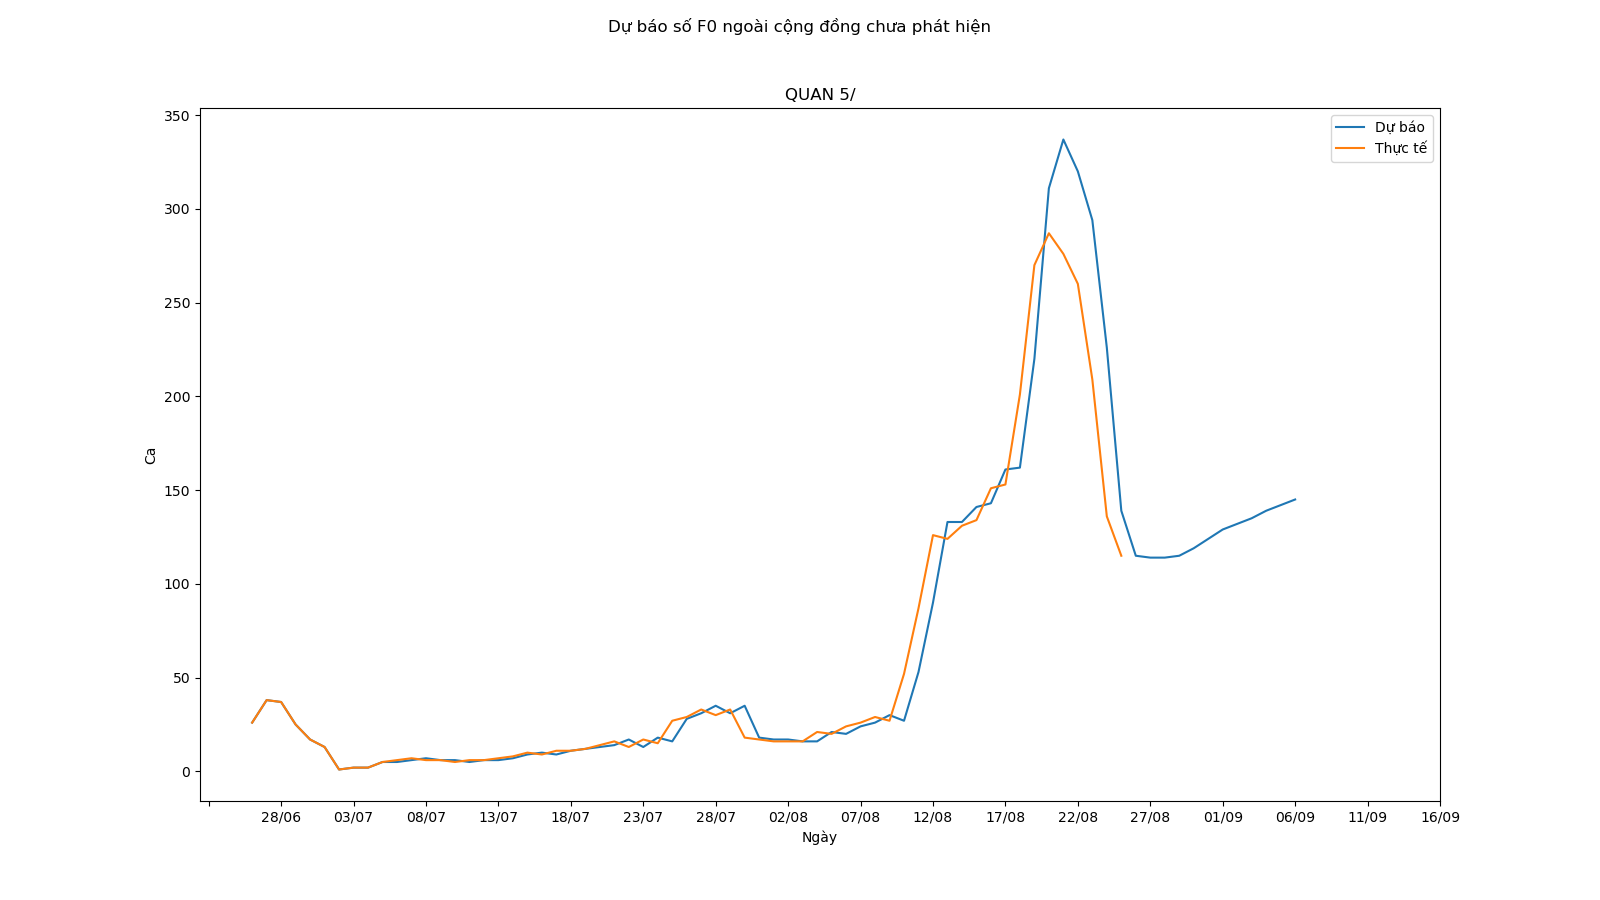 Dự báo số F0 ngoài cộng đồng chưa phát hiện
QUAN 5/
Dự báo
Thực tế
350
300
250
200
150
100
50
0
Ca
28/06 03/07 08/07 13/07 18/07 23/07 28/07 02/08 07/08 12/08 17/08 22/08 27/08 01/09 06/09 11/09 16/09
Ngày